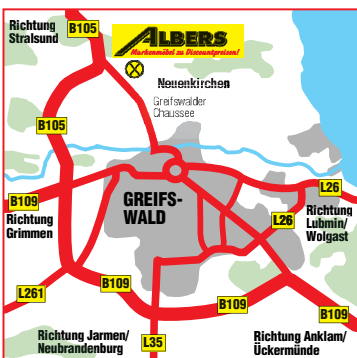 Richtung
Stralsund
B105
ALBERS
Markenmöbel zu Discountpreisen!
Neuenkirchen
Greifswalder
Chaussee
B105
B109
Richtung
Grimmen
GREIFS-
WALD
L26
L26
Richtung
Lubmin/
Wolgast
L261
B109
B109
B109
Richtung Jarmen/
Neubrandenburg
L35
Richtung Anklam/
Ückermünde